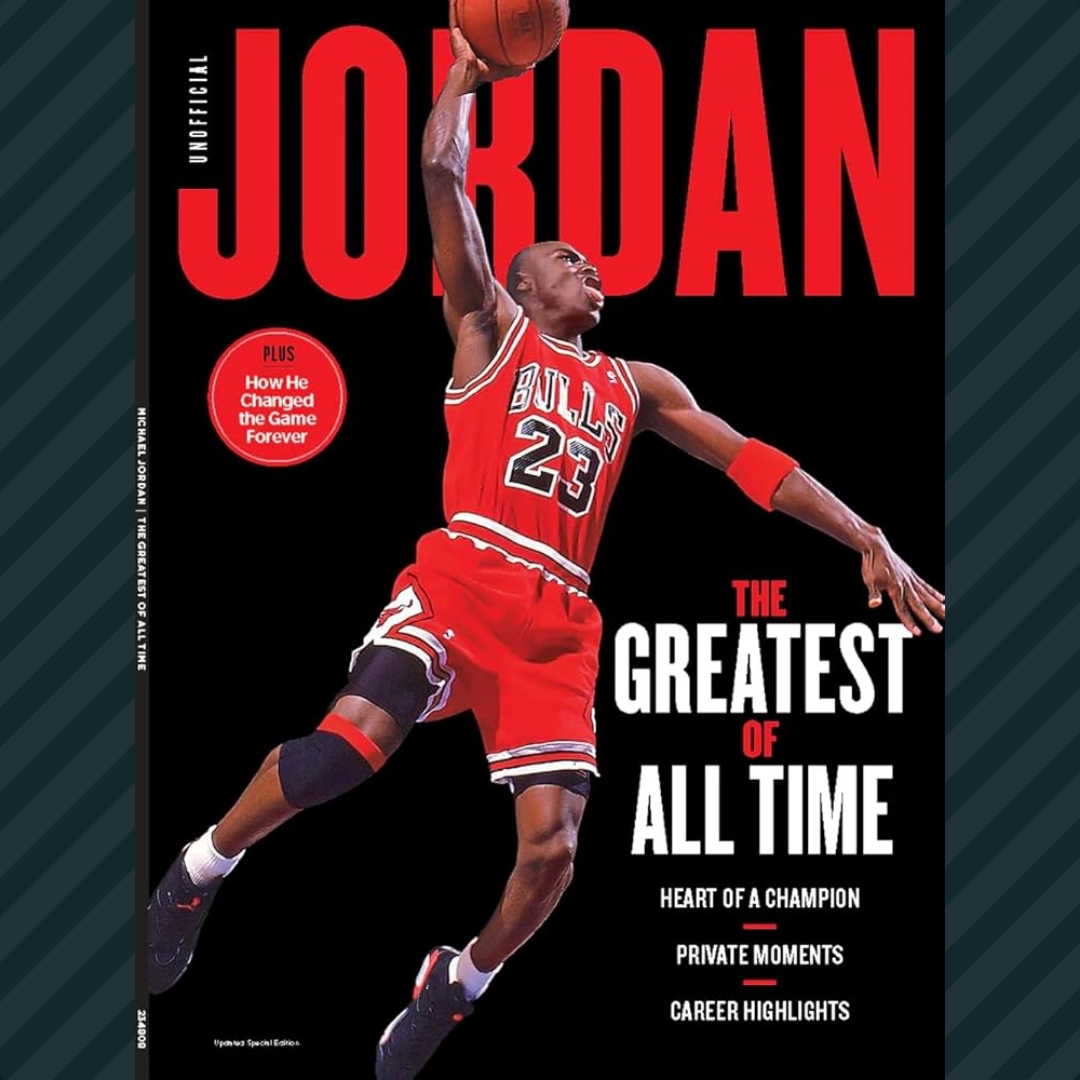 UNOFFICIAL
JORDAN
PLUS
How He
Changed
the Game
Forever
BULLS
23
THE
GREATEST
OF
ALL TIME
HEART OF A CHAMPION
PRIVATE MOMENTS
CAREER HIGHLIGHTS
Updated Special Edition
MICHAEL JORDAN | THE GREATEST OF ALL TIME